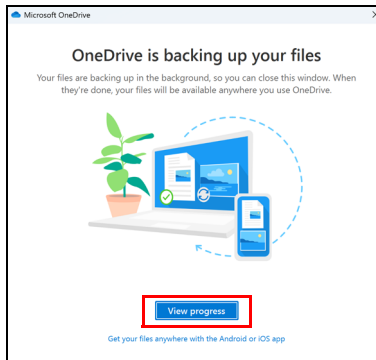 Microsoft OneDrive
OneDrive is backing up your files
Your files are backing up in the background, so you can close this window. When
they're done, your files will be available anywhere you use OneDrive.
View progress
Get your files anywhere with the Android or iOS app